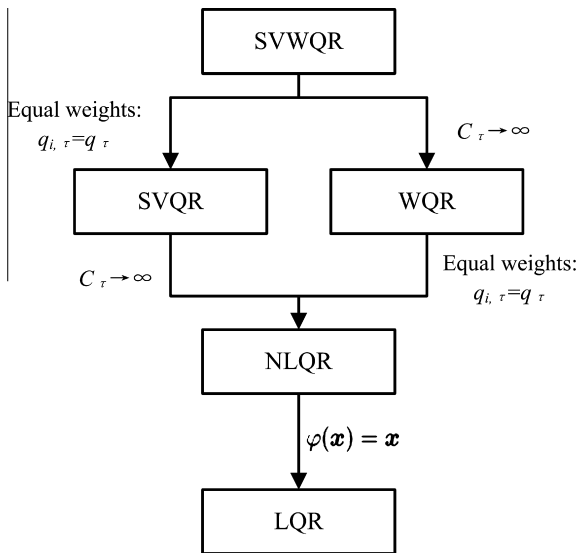 SVWQR
Equal weights:
q_{i, τ}=q_τ
C_τ→∞
SVQR
WQR
C_τ→∞
Equal weights:
q_{i, τ}=q_τ
NLQR
φ(x) = x
LQR